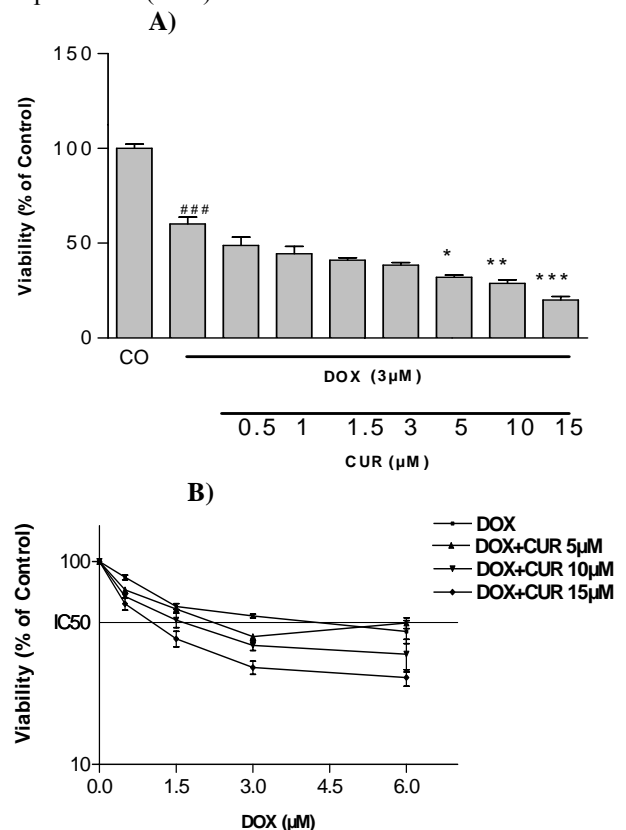 A)
150
100
50
0
Viability (% of Control)
###
*
**
***
CO
DOX (3µM)
0.5 1 1.5 3 5 10 15
CUR (µM)
B)
DOX
DOX+CUR 5µM
DOX+CUR 10µM
DOX+CUR 15µM
100
IC50
10
Viability (% of Control)
0.0 1.5 3.0 4.5 6.0
DOX (µM)